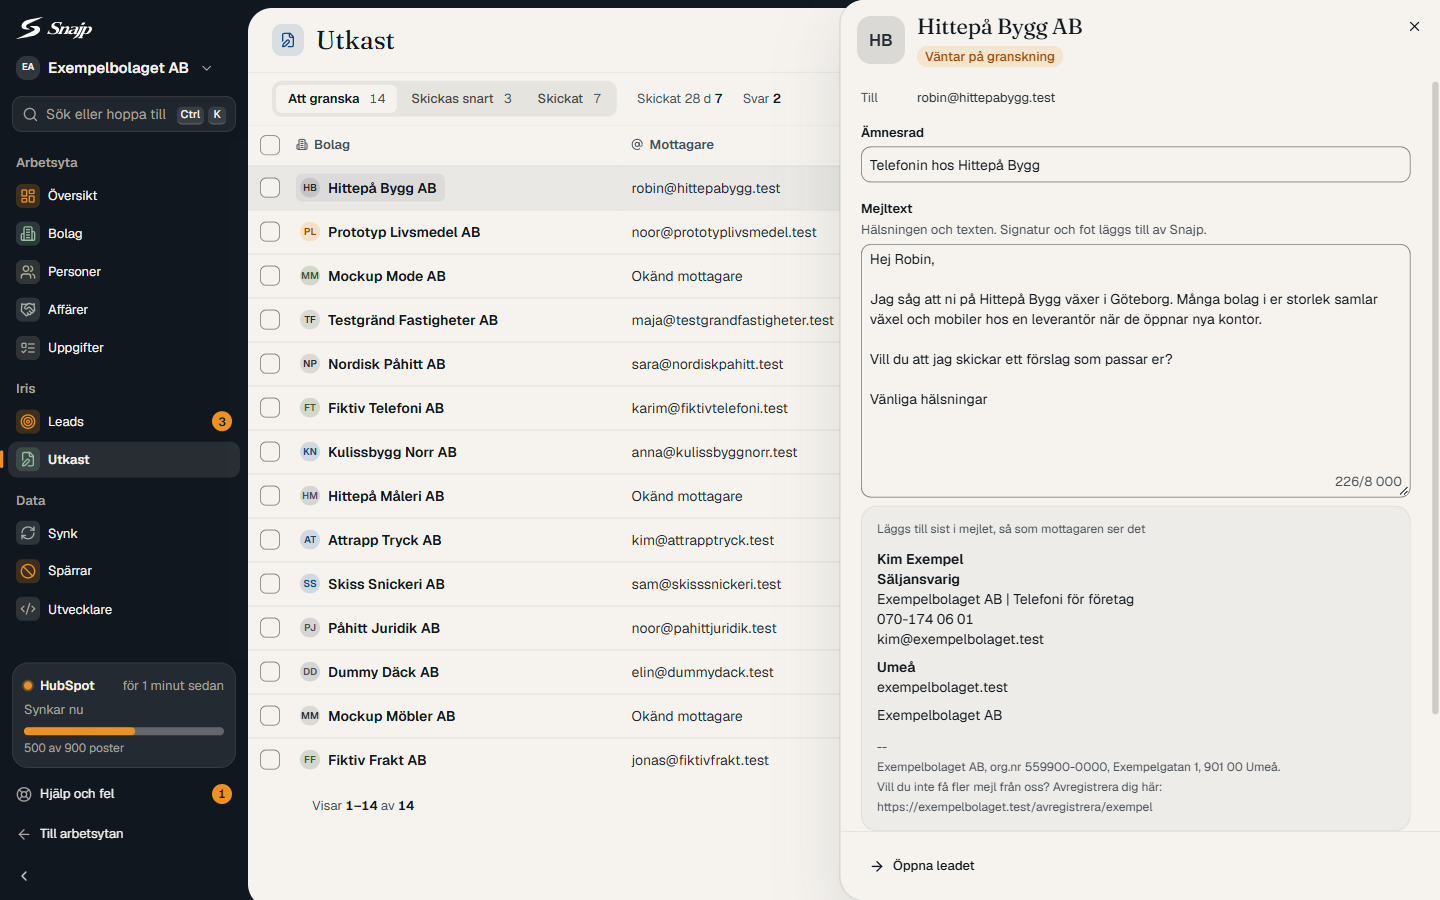 Snajp
EA Exempelbolaget AB
Sök eller hoppa till Ctrl K
Arbetsyta
Översikt
Bolag
Personer
Affärer
Uppgifter
Iris
Leads 3
Utkast
Data
Synk
Spärrar
Utvecklare
HubSpot för 1 minut sedan
Synkar nu
500 av 900 poster
Hjälp och fel 1
Till arbetsytan
Utkast
Att granska 14 Skickas snart 3 Skickat 7 Skickat 28 d 7 Svar 2
Bolag Mottagare
HB Hittepå Bygg AB robin@hittepabygg.test
PL Prototyp Livsmedel AB noor@prototyplivsmedel.test
MM Mockup Mode AB Okänd mottagare
TF Testgränd Fastigheter AB maja@testgrandfastigheter.test
NP Nordisk Påhitt AB sara@nordiskpahitt.test
FT Fiktiv Telefoni AB karim@fiktivtelefoni.test
KN Kulissbygg Norr AB anna@kulissbyggnorr.test
HM Hittepå Måleri AB Okänd mottagare
AT Attrapp Tryck AB kim@attrapptryck.test
SS Skiss Snickeri AB sam@skisssnickeri.test
PJ Påhitt Juridik AB noor@pahittjuridik.test
DD Dummy Däck AB elin@dummydack.test
MM Mockup Möbler AB Okänd mottagare
FF Fiktiv Frakt AB jonas@fiktivfrakt.test
Visar 1–14 av 14
HB Hittepå Bygg AB
Väntar på granskning
Till robin@hittepabygg.test
Ämnesrad
Telefonin hos Hittepå Bygg
Mejltext
Hälsningen och texten. Signatur och fot läggs till av Snajp.
Hej Robin,
Jag såg att ni på Hittepå Bygg växer i Göteborg. Många bolag i er storlek samlar
växel och mobiler hos en leverantör när de öppnar nya kontor.
Vill du att jag skickar ett förslag som passar er?
Vänliga hälsningar
226/8 000
Läggs till sist i mejlet, så som mottagaren ser det
Kim Exempel
Säljansvarig
Exempelbolaget AB | Telefoni för företag
070-174 06 01
kim@exempelbolaget.test
Umeå
exempelbolaget.test
Exempelbolaget AB
--
Exempelbolaget AB, org.nr 559900-0000, Exempelgatan 1, 901 00 Umeå.
Vill du inte få fler mejl från oss? Avregistrera dig här:
https://exempelbolaget.test/avregistrera/exempel
Öppna leadet